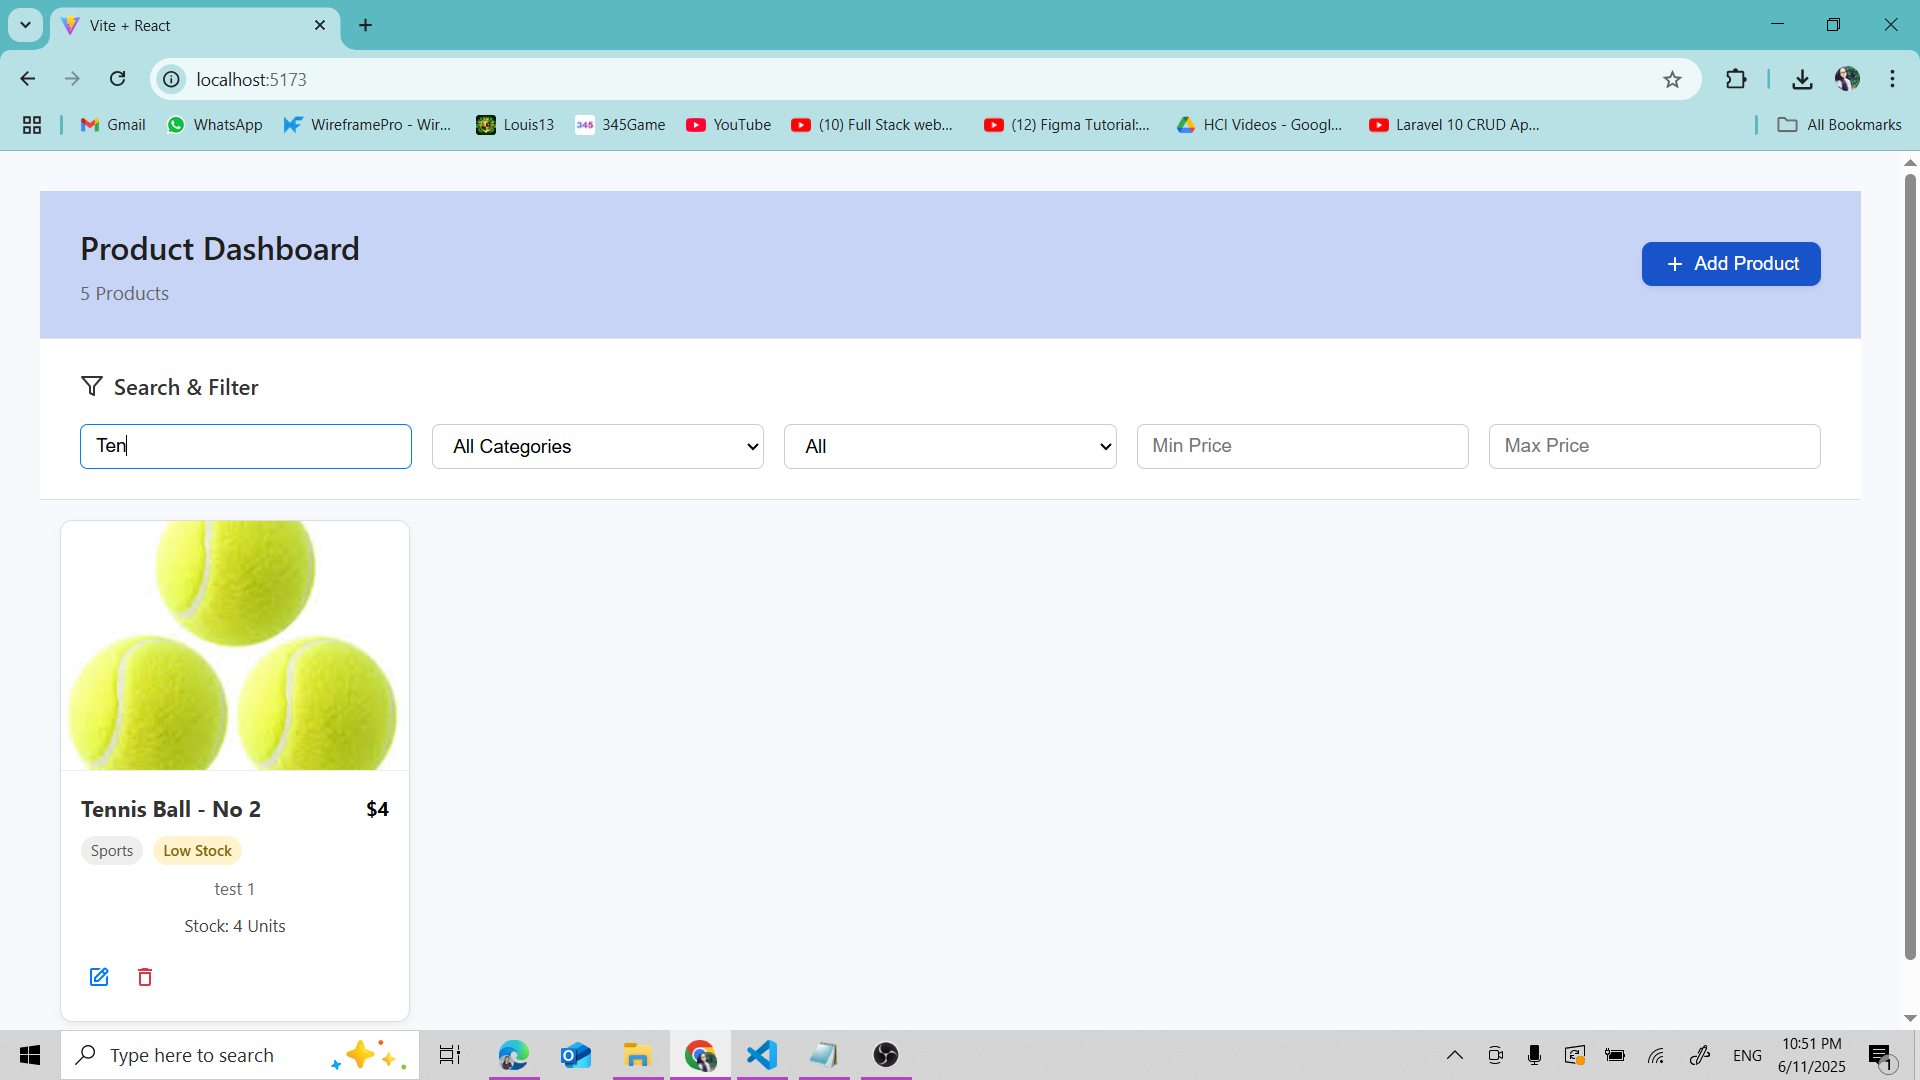 Vite + React
localhost:5173
Gmail
WhatsApp
WireframePro - Wir...
Louis13
345 345Game
YouTube
(10) Full Stack web...
(12) Figma Tutorial:...
HCI Videos - Googl...
Laravel 10 CRUD Ap...
All Bookmarks
Product Dashboard
5 Products
Add Product
Search & Filter
Ten
All Categories
All
Min Price
Max Price
Tennis Ball - No 2
$4
Sports
Low Stock
test 1
Stock: 4 Units
Type here to search
ENG
10:51 PM
6/11/2025
1